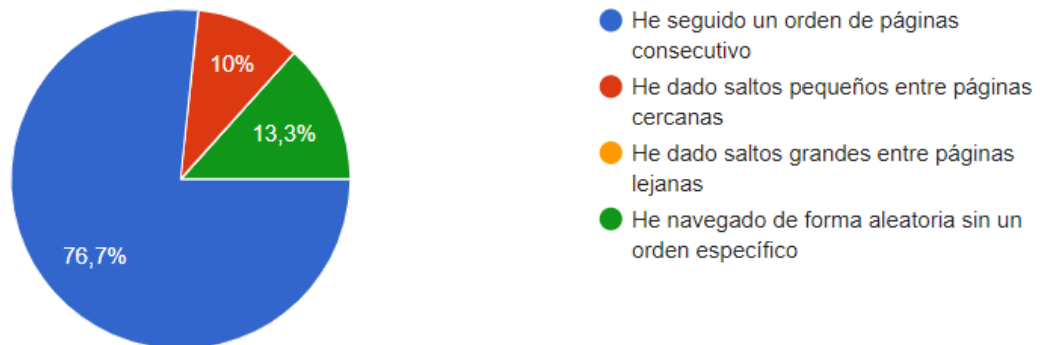 10%
13,3%
76,7%
He seguido un orden de páginas
consecutivo
He dado saltos pequeños entre páginas
cercanas
He dado saltos grandes entre páginas
lejanas
He navegado de forma aleatoria sin un
orden específico